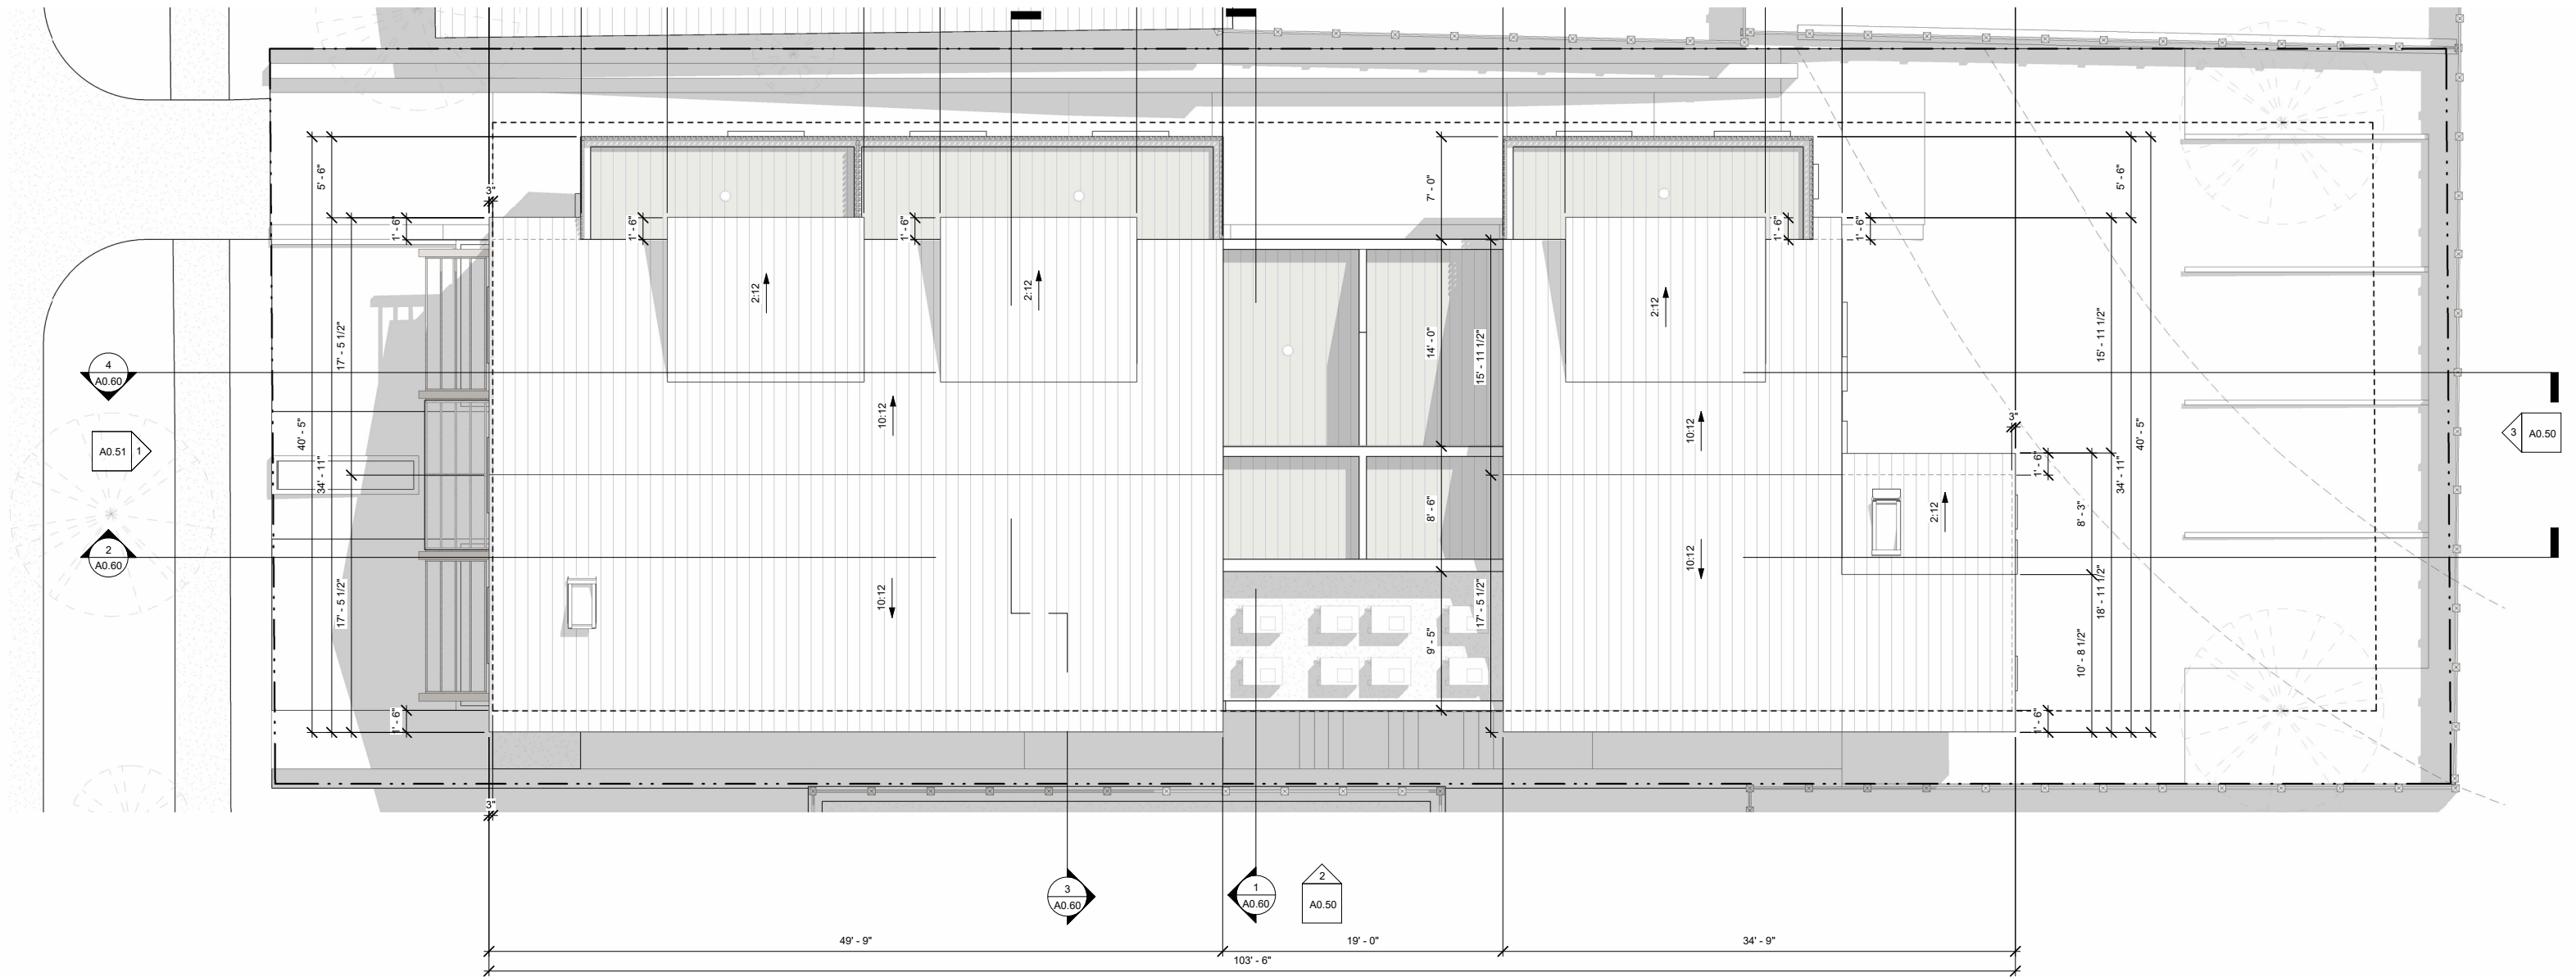 5' - 6"
3"
1' - 6"
1' - 6"
1' - 6"
7' - 0"
1' - 6"
1' - 6"
5' - 6"
2:12
2:12
2:12
17' - 5 1/2"
14' - 0"
15' - 11 1/2"
15' - 11 1/2"
4
A0.60
10:12
10:12
3"
40' - 5"
34' - 11"
A0.51
1
3
A0.50
40' - 5"
34' - 11"
1' - 6"
8' - 6"
8' - 3"
2:12
2
A0.60
10:12
10:12
17' - 5 1/2"
17' - 5 1/2"
18' - 11 1/2"
9' - 5"
10' - 8 1/2"
1' - 6"
1' - 6"
3"
3
A0.60
1
A0.60
2
A0.50
49' - 9"
19' - 0"
34' - 9"
103' - 6"